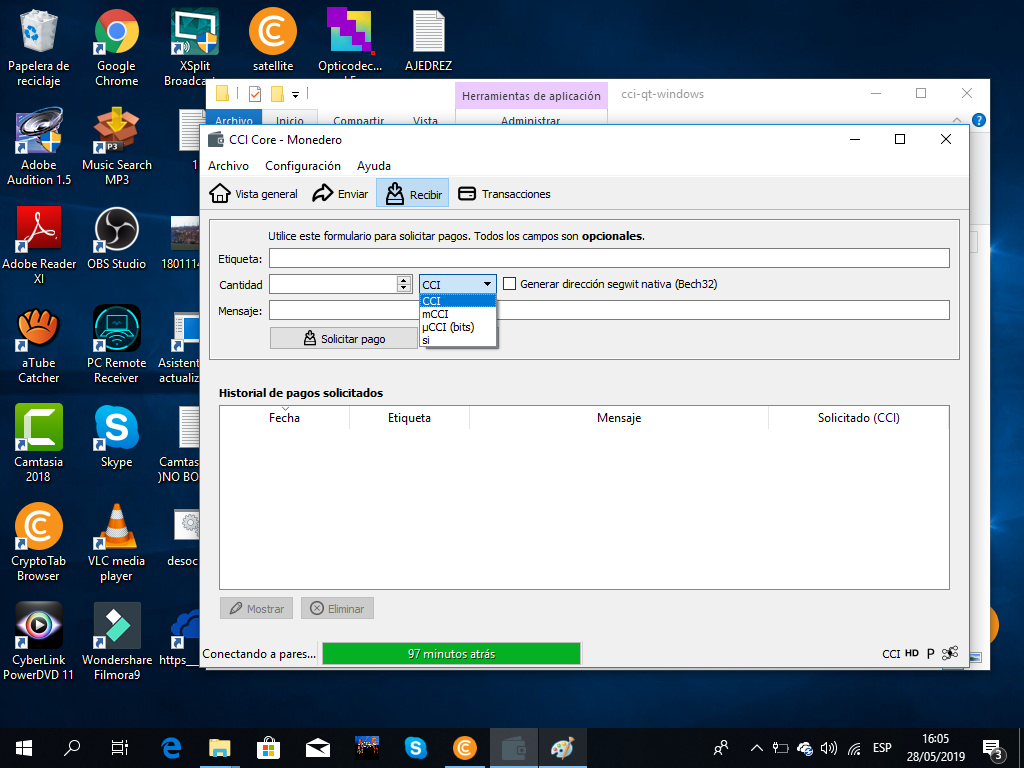 Papelera de
reciclaje
Google
Chrome
XSplit
Broadca
satellite
Opticodec...
AJEDREZ
Herramientas de aplicación
cci-qt-windows
Archivo
Inicio
Compartir
Vista
Administrar
Adobe
Audition 1.5
Music Search
MP3
CCI Core - Monedero
Archivo
Configuración
Ayuda
Vista general
Enviar
Recibir
Transacciones
Utilice este formulario para solicitar pagos. Todos los campos son opcionales.
Etiqueta:
Cantidad
CCI
Generar dirección segwit nativa (Bech32)
CCI
mCCI
µCCI (bits)
si
Mensaje:
Solicitar pago
Historial de pagos solicitados
Fecha
Etiqueta
Mensaje
Solicitado (CCI)
Mostrar
Eliminar
Conectando a pares...
97 minutos atrás
CCI
HD
P
Adobe Reader
XI
OBS Studio
1801114
aTube
Catcher
PC Remote
Receiver
Asistent
actualiz
Camtasia
2018
Skype
Camtas
)NO BO
CryptoTab
Browser
VLC media
player
desoc
CyberLink
PowerDVD 11
Wondershare
Filmora9
https__
ESP
16:05
28/05/2019
3